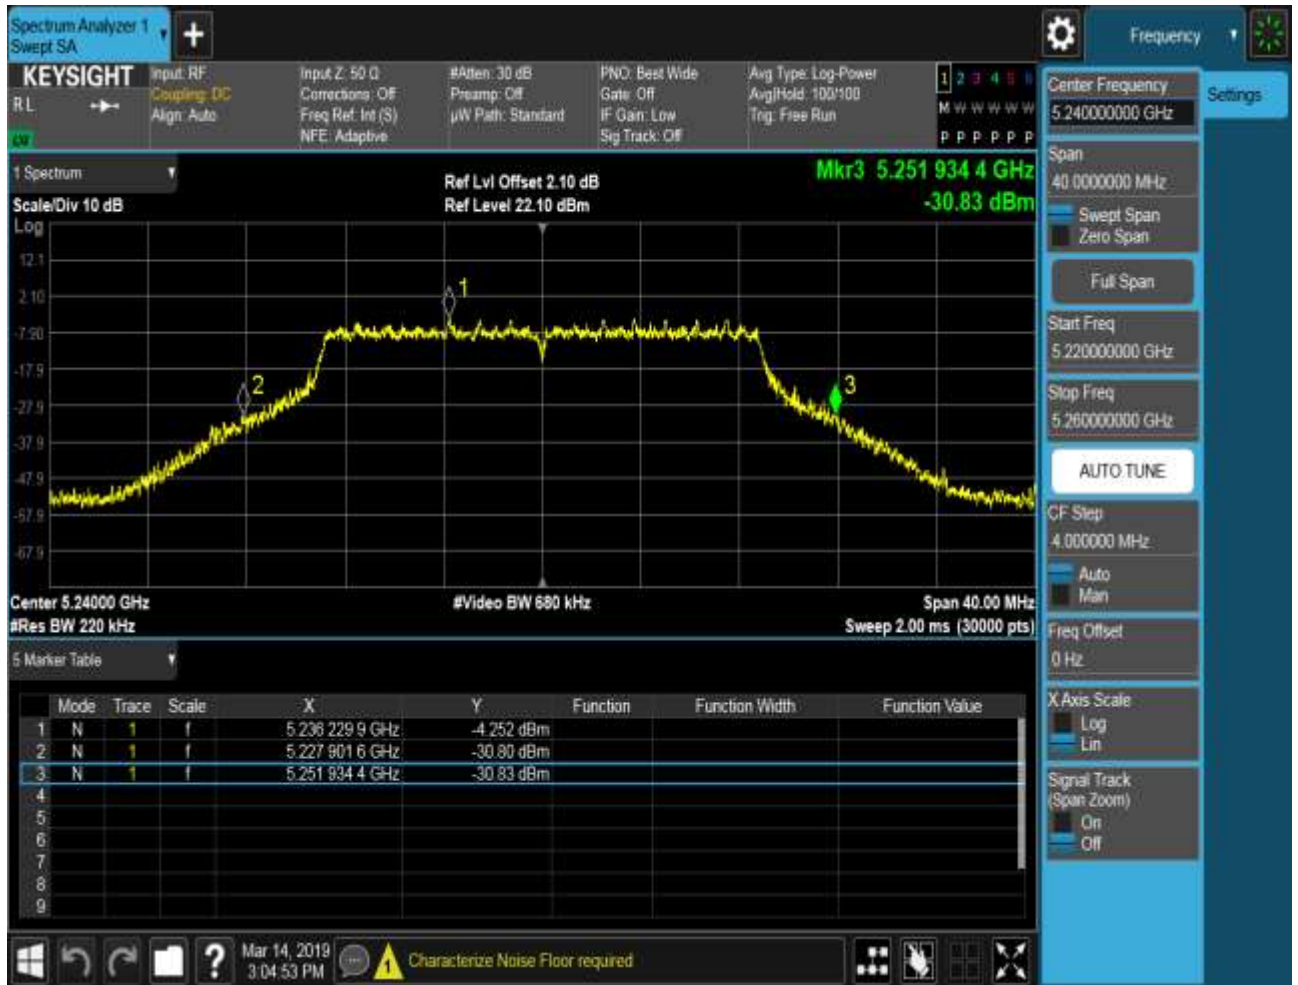 Spectrum Analyzer 1
Swept SA
Frequency
KEYSIGHT
R L
Input: RF
Coupling: DC
Align: Auto
Input Z: 50 Ω
Corrections: Off
Freq Ref: Int (S)
NFE: Adaptive
#Atten: 30 dB
Preamp: Off
µW Path: Standard
PNO: Best Wide
Gate: Off
IF Gain: Low
Sig Track: Off
Avg Type: Log-Power
Avg|Hold: 100/100
Trig: Free Run
1 2 3 4 5 6
M W W W W W
P P P P P P
1 Spectrum
Scale/Div 10 dB
Ref Lvl Offset 2.10 dB
Ref Level 22.10 dBm
Mkr3 5.251 934 4 GHz
-30.83 dBm
Log
12.1
2.10
-7.90
-17.9
-27.9
-37.9
-47.9
-57.9
-67.9
1
2
3
Center 5.24000 GHz
#Res BW 220 kHz
#Video BW 680 kHz
Span 40.00 MHz
Sweep 2.00 ms (30000 pts)
5 Marker Table
Mode Trace Scale X Y Function Function Width Function Value
1 N 1 f 5.236 229 9 GHz -4.252 dBm
2 N 1 f 5.227 901 6 GHz -30.80 dBm
3 N 1 f 5.251 934 4 GHz -30.83 dBm
4
5
6
7
8
9
Center Frequency
5.240000000 GHz
Settings
Span
40.0000000 MHz
Swept Span
Zero Span
Full Span
Start Freq
5.220000000 GHz
Stop Freq
5.260000000 GHz
AUTO TUNE
CF Step
4.000000 MHz
Auto
Man
Freq Offset
0 Hz
X Axis Scale
Log
Lin
Signal Track
(Span Zoom)
On
Off
?
Mar 14, 2019
3:04:53 PM
1
Characterize Noise Floor required